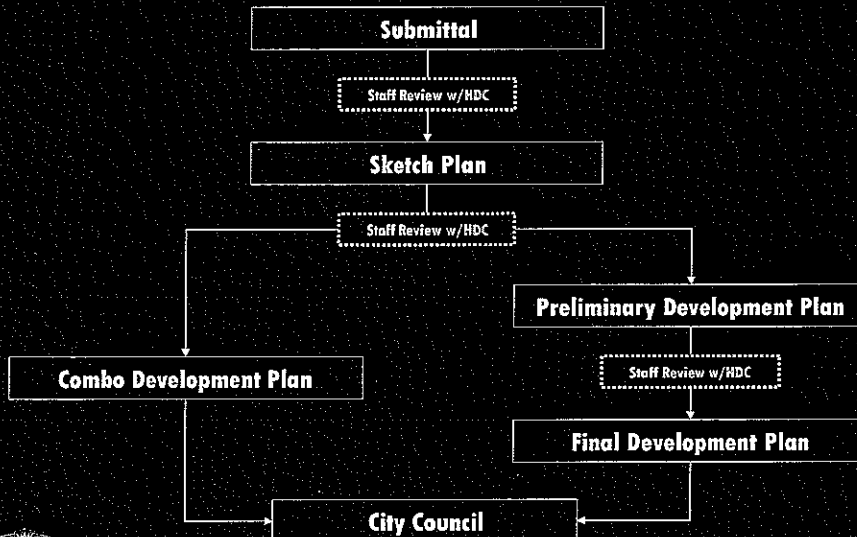 Submittal
Staff Review w/HDC
Sketch Plan
Staff Review w/HDC
Preliminary Development Plan
Combo Development Plan
Staff Review w/HDC
Final Development Plan
City Council